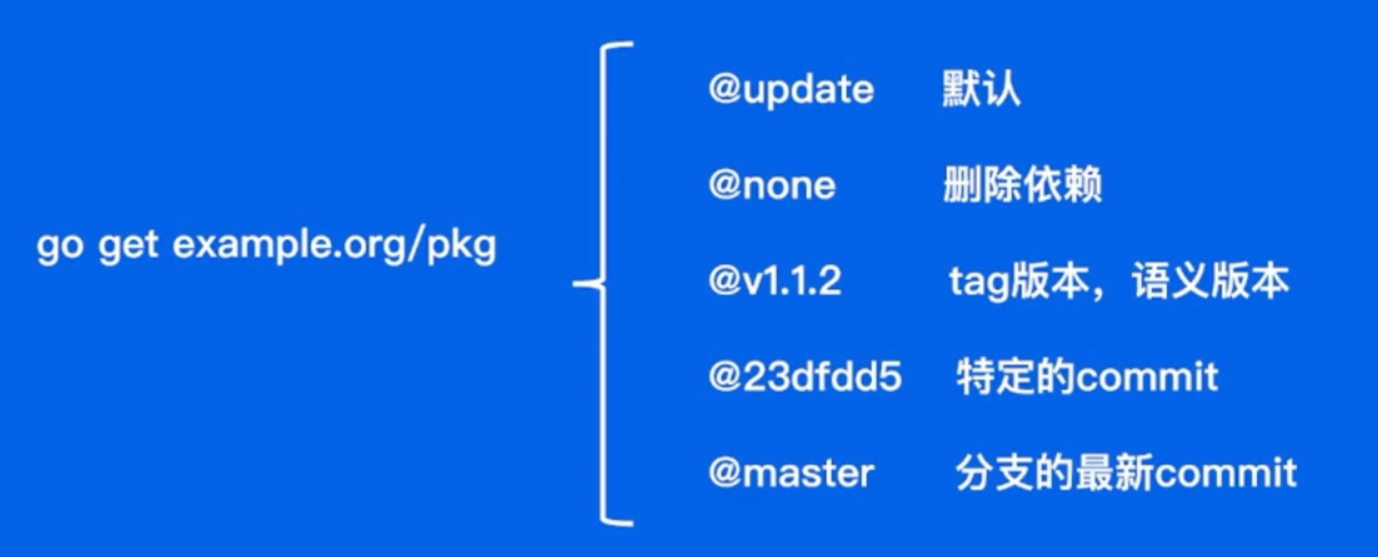 go get example.org/pkg
@update 默认
@none 删除依赖
@v1.1.2 tag版本，语义版本
@23dfdd5 特定的commit
@master 分支的最新commit